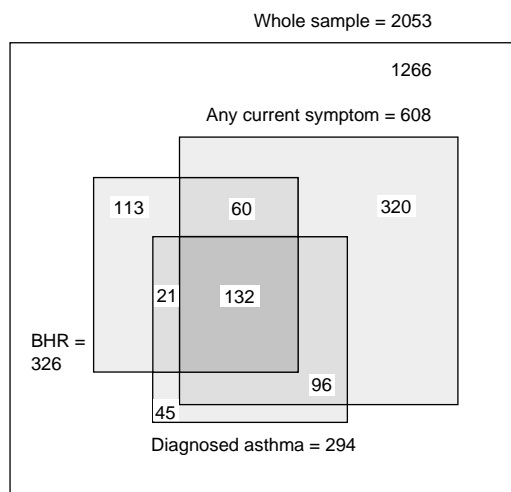 Whole sample = 2053
1266
Any current symptom = 608
113
60
320
21
132
BHR =
326
96
45
Diagnosed asthma = 294